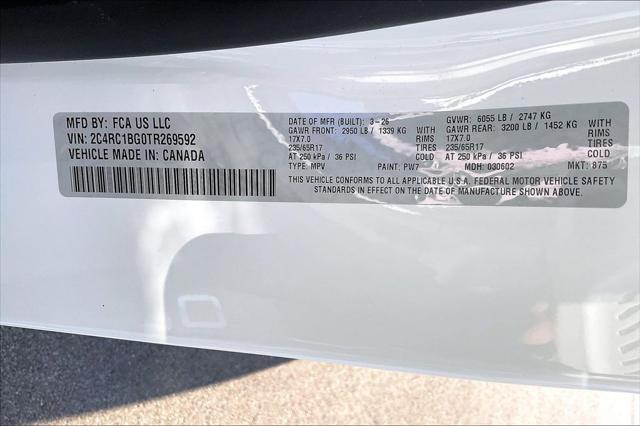 MFD BY: FCA US LLC
VIN: 2C4RC1BG0TR269592
VEHICLE MADE IN: CANADA
DATE OF MFR (BUILT): 3-26
GAWR FRONT: 2950 LB / 1339 KG WITH
17X7.0 RIMS
235/65R17 TIRES
AT 250 kPa / 36 PSI COLD
TYPE: MPV PAINT: PW7
GVWR: 6055 LB / 2747 KG
GAWR REAR: 3200 LB / 1452 KG WITH
17X7.0 RIMS
235/65R17 TIRES
AT 250 kPa / 36 PSI COLD
MDH: 030602 MKT: 875
THIS VEHICLE CONFORMS TO ALL APPLICABLE U.S.A. FEDERAL MOTOR VEHICLE SAFETY
STANDARDS IN EFFECT ON THE DATE OF MANUFACTURE SHOWN ABOVE.